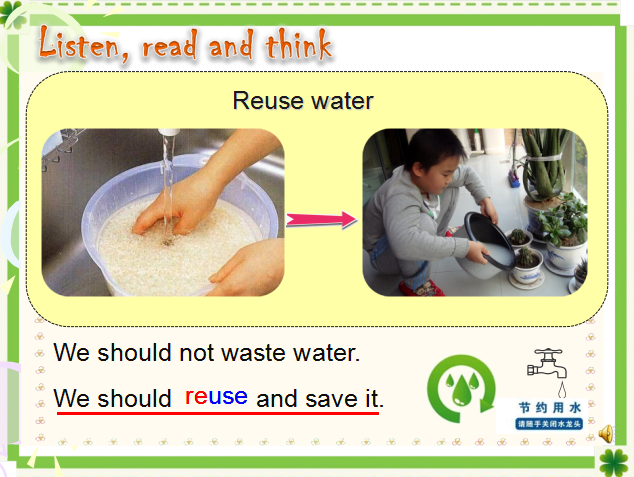 Listen, read and think
Reuse water
We should not waste water.
We should reuse and save it.
节约用水
请随手关闭水龙头